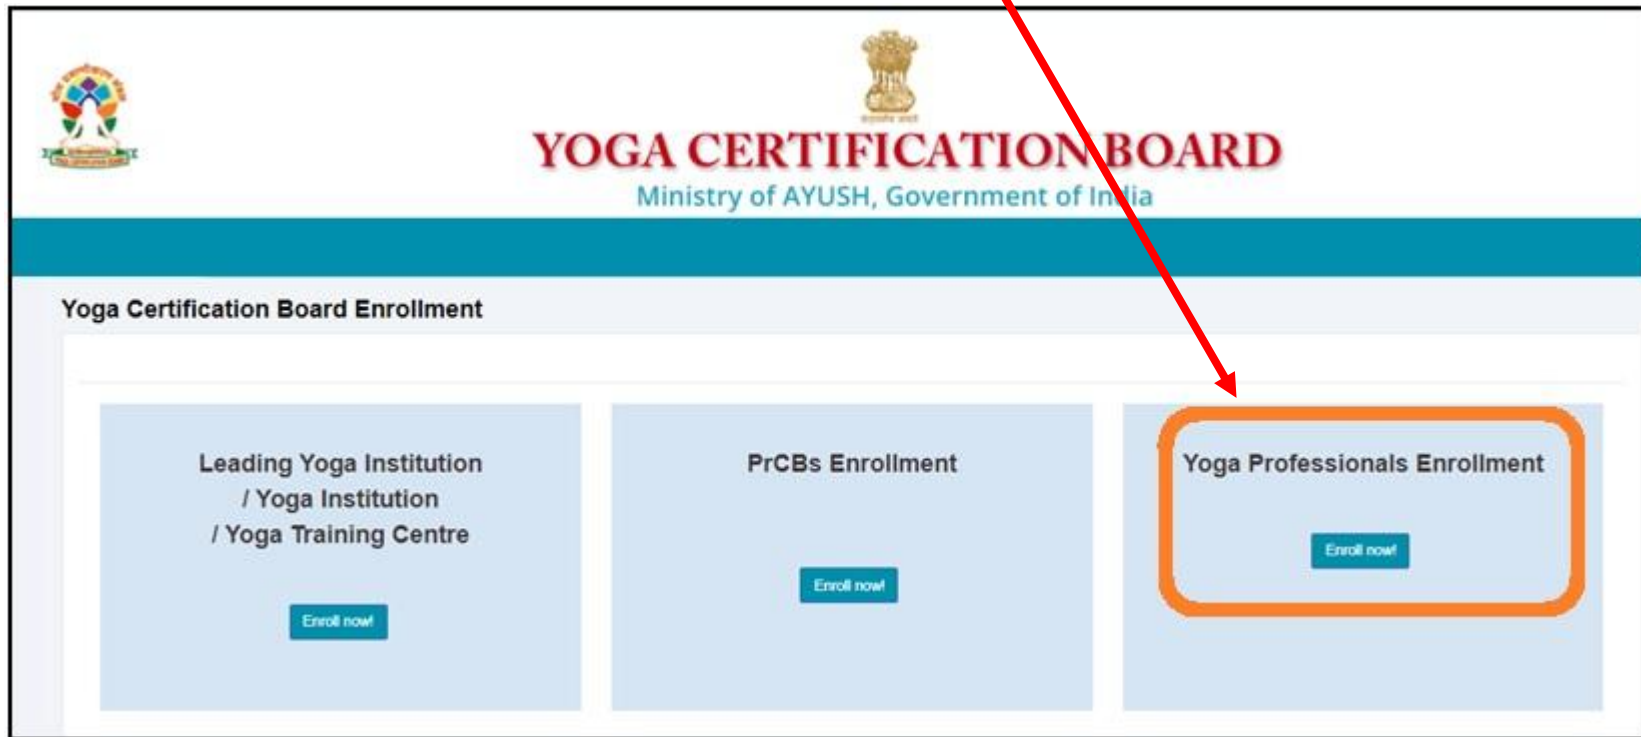 YOGA CERTIFICATION BOARD
Ministry of AYUSH, Government of India
Yoga Certification Board Enrollment
Leading Yoga Institution
/ Yoga Institution
/ Yoga Training Centre
Enroll now!
PrCBs Enrollment
Enroll now!
Yoga Professionals Enrollment
Enroll now!